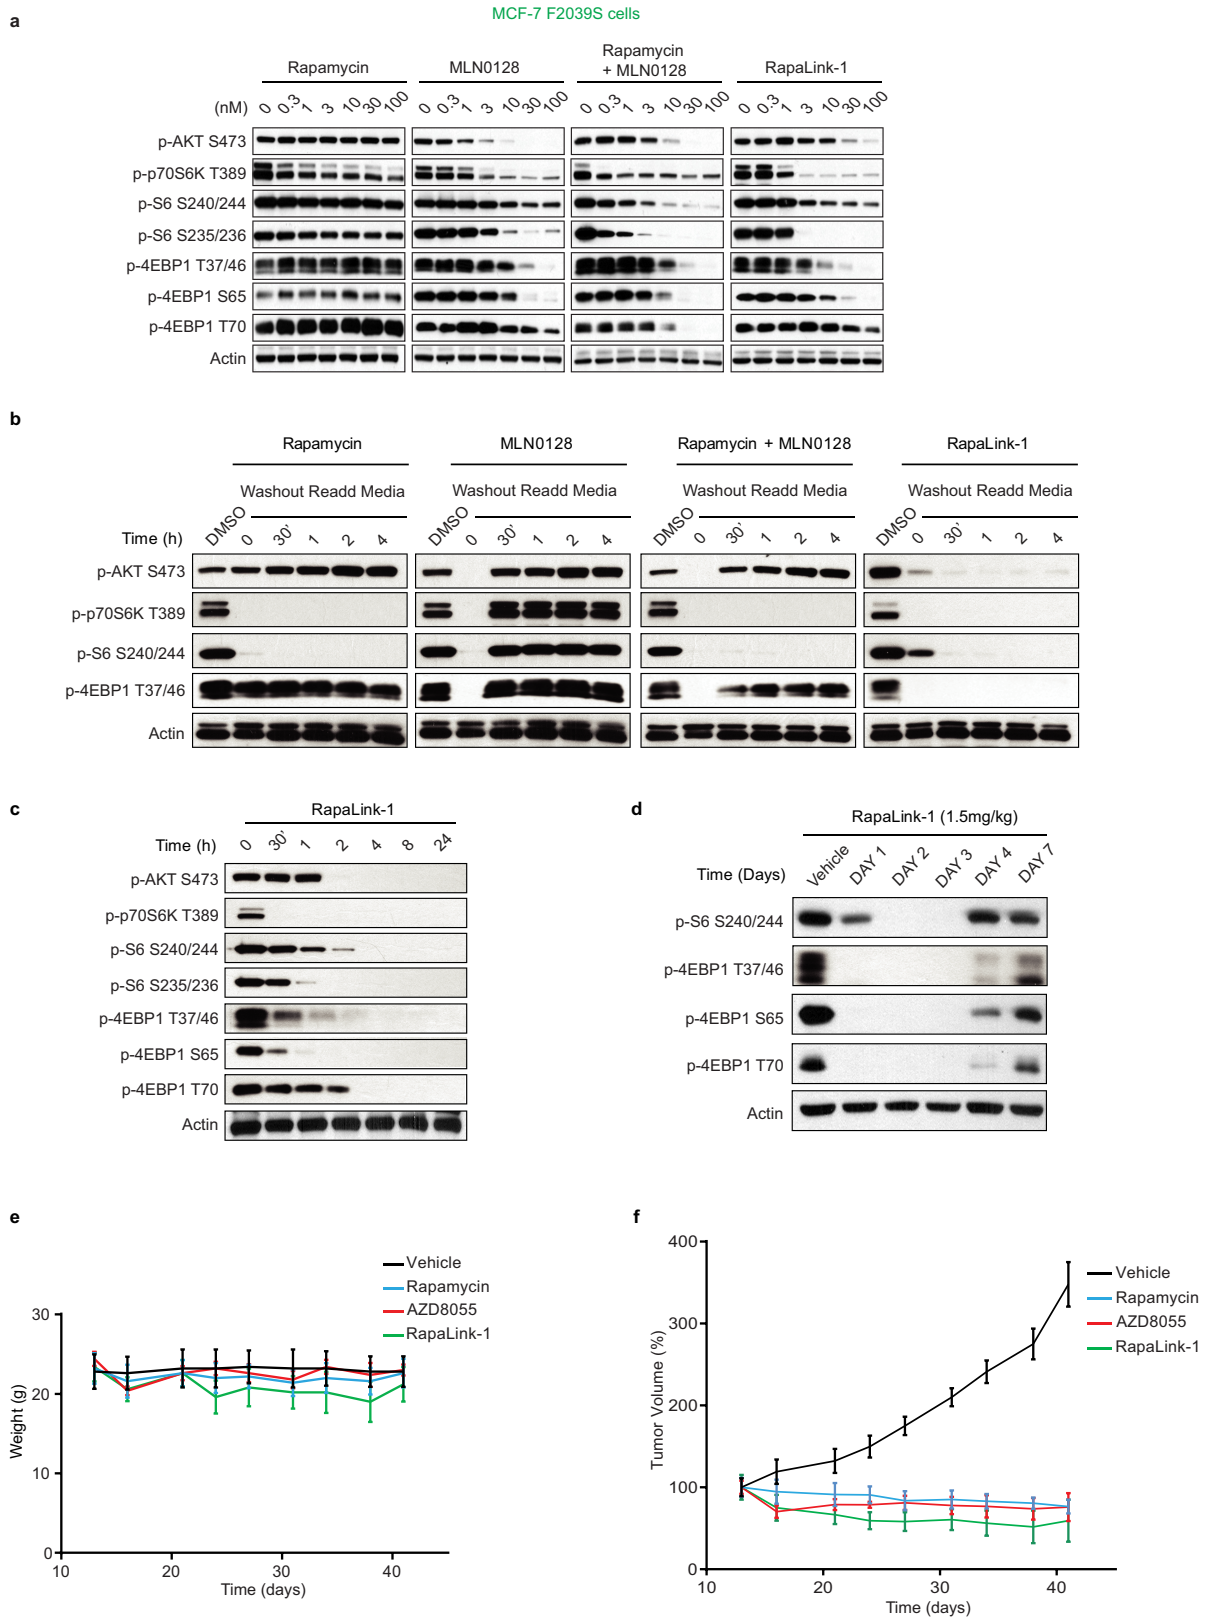 a
MCF-7 F2039S cells
Rapamycin
MLN0128
Rapamycin
+ MLN0128
RapaLink-1
(nM) 0 0.3 1 3 10 30 100 0 0.3 1 3 10 30 100 0 0.3 1 3 10 30 100 0 0.3 1 3 10 30 100
p-AKT S473
p-p70S6K T389
p-S6 S240/244
p-S6 S235/236
p-4EBP1 T37/46
p-4EBP1 S65
p-4EBP1 T70
Actin
b
Rapamycin MLN0128 Rapamycin + MLN0128 RapaLink-1
Washout Readd Media Washout Readd Media Washout Readd Media Washout Readd Media
Time (h) DMSO 0 30' 1 2 4 DMSO 0 30' 1 2 4 DMSO 0 30' 1 2 4 DMSO 0 30' 1 2 4
p-AKT S473
p-p70S6K T389
p-S6 S240/244
p-4EBP1 T37/46
Actin
c
RapaLink-1
Time (h) 0 30' 1 2 4 8 24
p-AKT S473
p-p70S6K T389
p-S6 S240/244
p-S6 S235/236
p-4EBP1 T37/46
p-4EBP1 S65
p-4EBP1 T70
Actin
d
RapaLink-1 (1.5mg/kg)
Time (Days) Vehicle DAY 1 DAY 2 DAY 3 DAY 4 DAY 7
p-S6 S240/244
p-4EBP1 T37/46
p-4EBP1 S65
p-4EBP1 T70
Actin
e
Vehicle
Rapamycin
AZD8055
RapaLink-1
Weight (g)
30
20
10
0
10 20 30 40
Time (days)
f
Vehicle
Rapamycin
AZD8055
RapaLink-1
Tumor Volume (%)
400
300
200
100
0
10 20 30 40
Time (days)